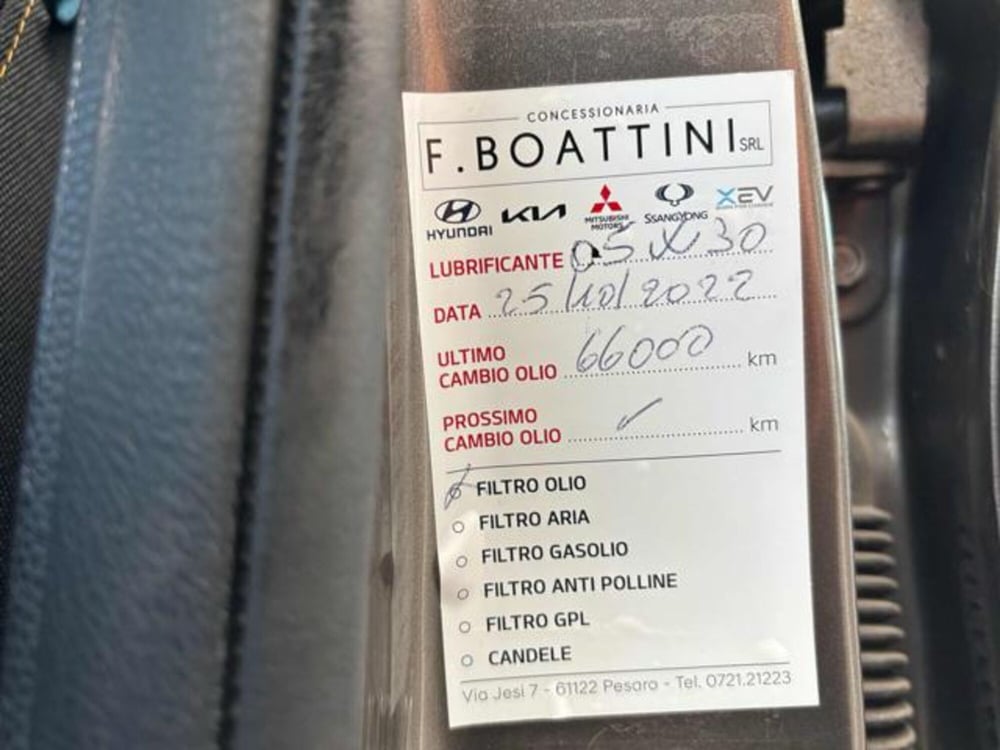 CONCESSIONARIA
F.BOATTINI SRL
HYUNDAI KIA MITSUBISHI MOTORS SSANGYONG XEV
LUBRIFICANTE 05W30
DATA 25/10/2022
ULTIMO
CAMBIO OLIO 66000 km
PROSSIMO
CAMBIO OLIO km
FILTRO OLIO
FILTRO ARIA
FILTRO GASOLIO
FILTRO ANTI POLLINE
FILTRO GPL
CANDELE
Via Jesi 7 - 61122 Pesaro - Tel. 0721.21223